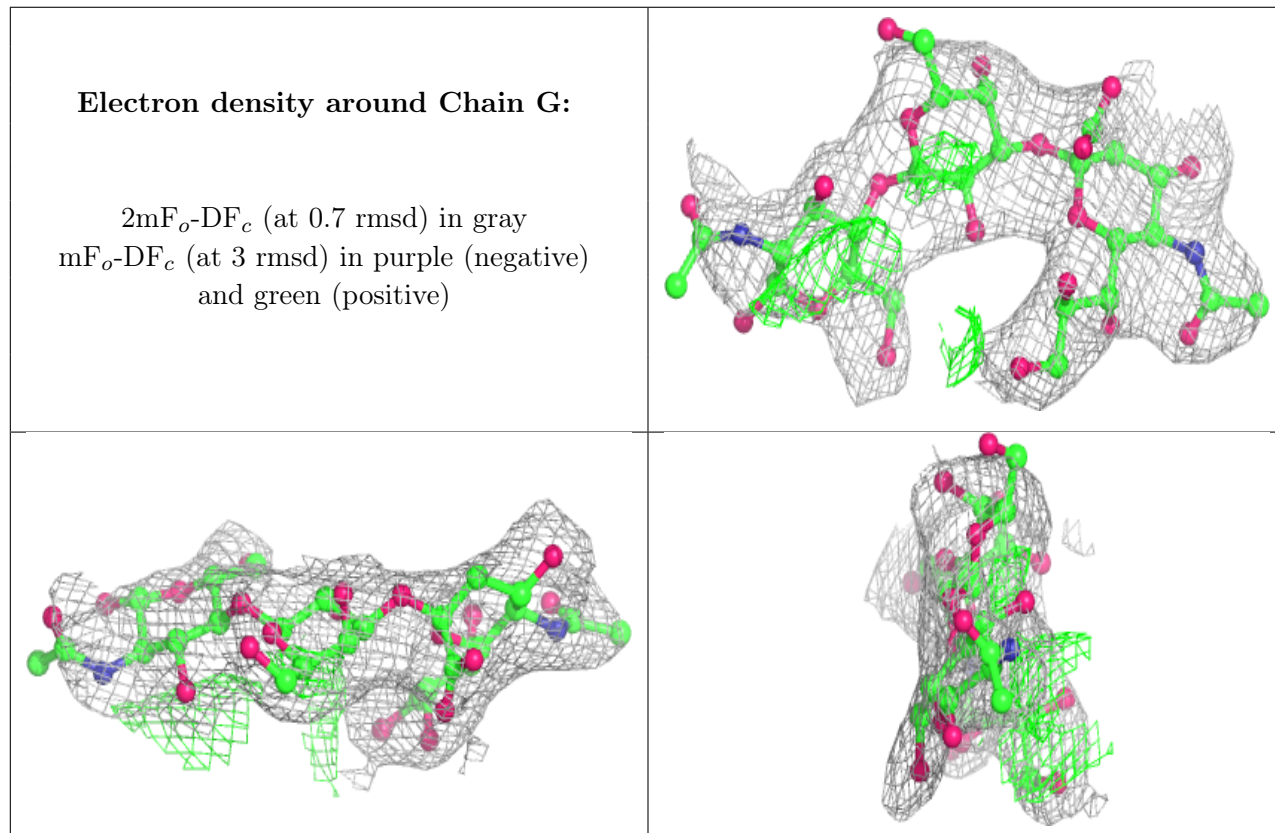 Electron density around Chain G:
2mFo-DFc (at 0.7 rmsd) in gray
mFo-DFc (at 3 rmsd) in purple (negative)
and green (positive)